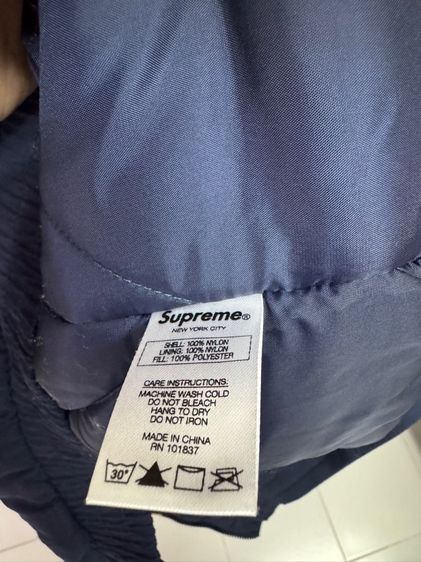 Supreme®
NEW YORK CITY
SHELL: 100% NYLON
LINING: 100% NYLON
FILL: 100% POLYESTER
CARE INSTRUCTIONS:
MACHINE WASH COLD
DO NOT BLEACH
HANG TO DRY
DO NOT IRON
MADE IN CHINA
RN 101837
30°